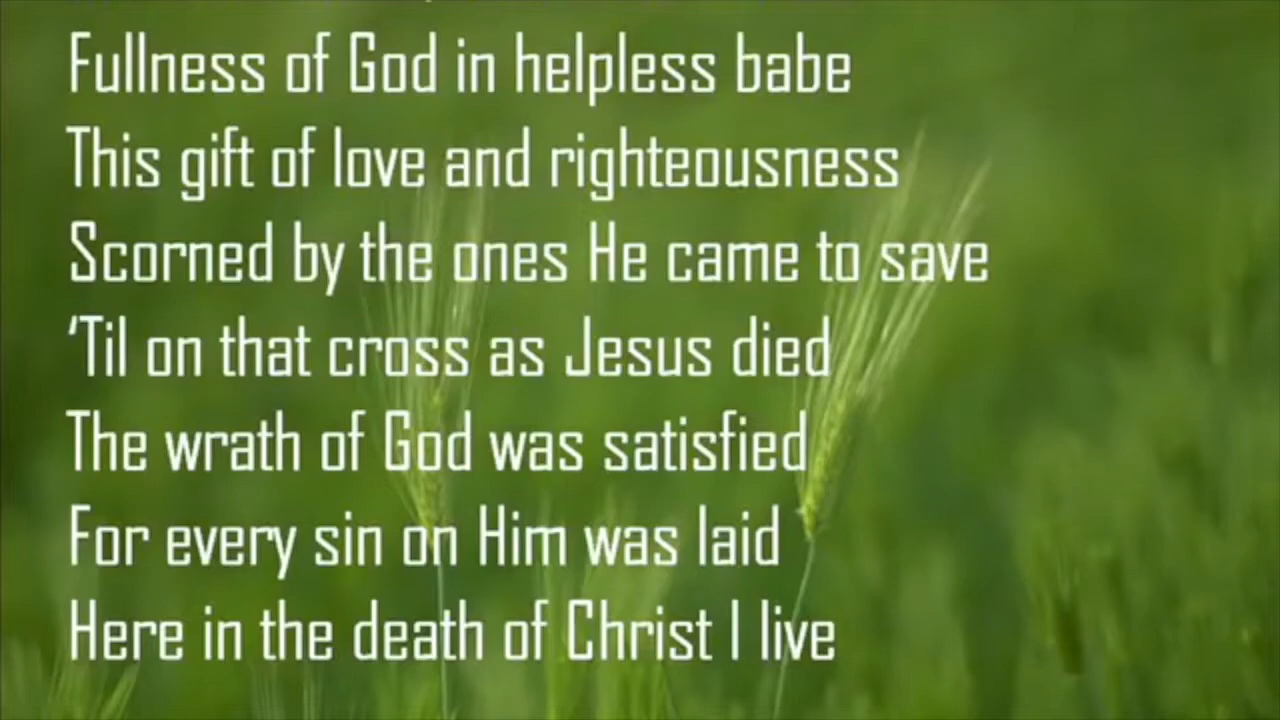 Fullness of God in helpless babe
This gift of love and righteousness
Scorned by the ones He came to save
‘Til on that cross as Jesus died
The wrath of God was satisfied
For every sin on Him was laid
Here in the death of Christ I live